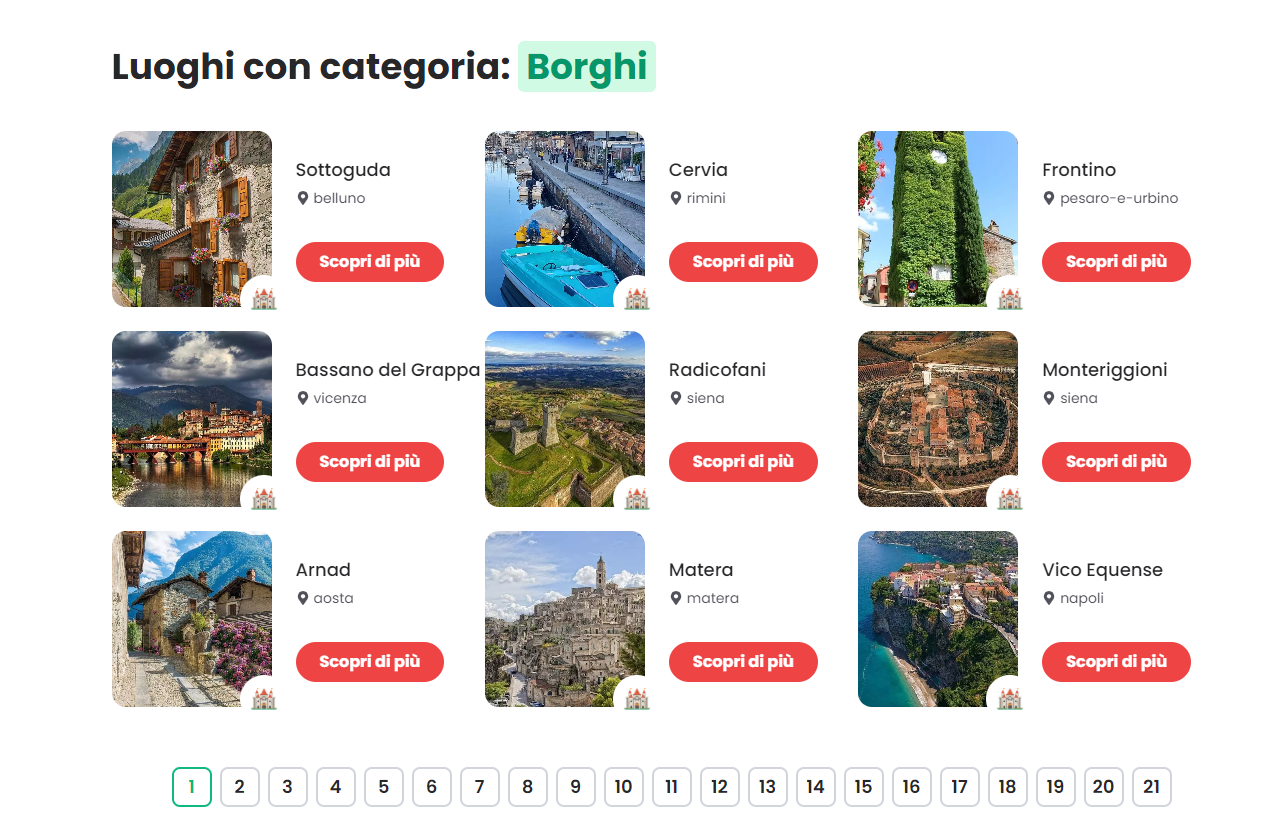 Luoghi con categoria: Borghi
Sottoguda
belluno
Scopri di più
Cervia
rimini
Scopri di più
Frontino
pesaro-e-urbino
Scopri di più
Bassano del Grappa
vicenza
Scopri di più
Radicofani
siena
Scopri di più
Monteriggioni
siena
Scopri di più
Arnad
aosta
Scopri di più
Matera
matera
Scopri di più
Vico Equense
napoli
Scopri di più
1 2 3 4 5 6 7 8 9 10 11 12 13 14 15 16 17 18 19 20 21